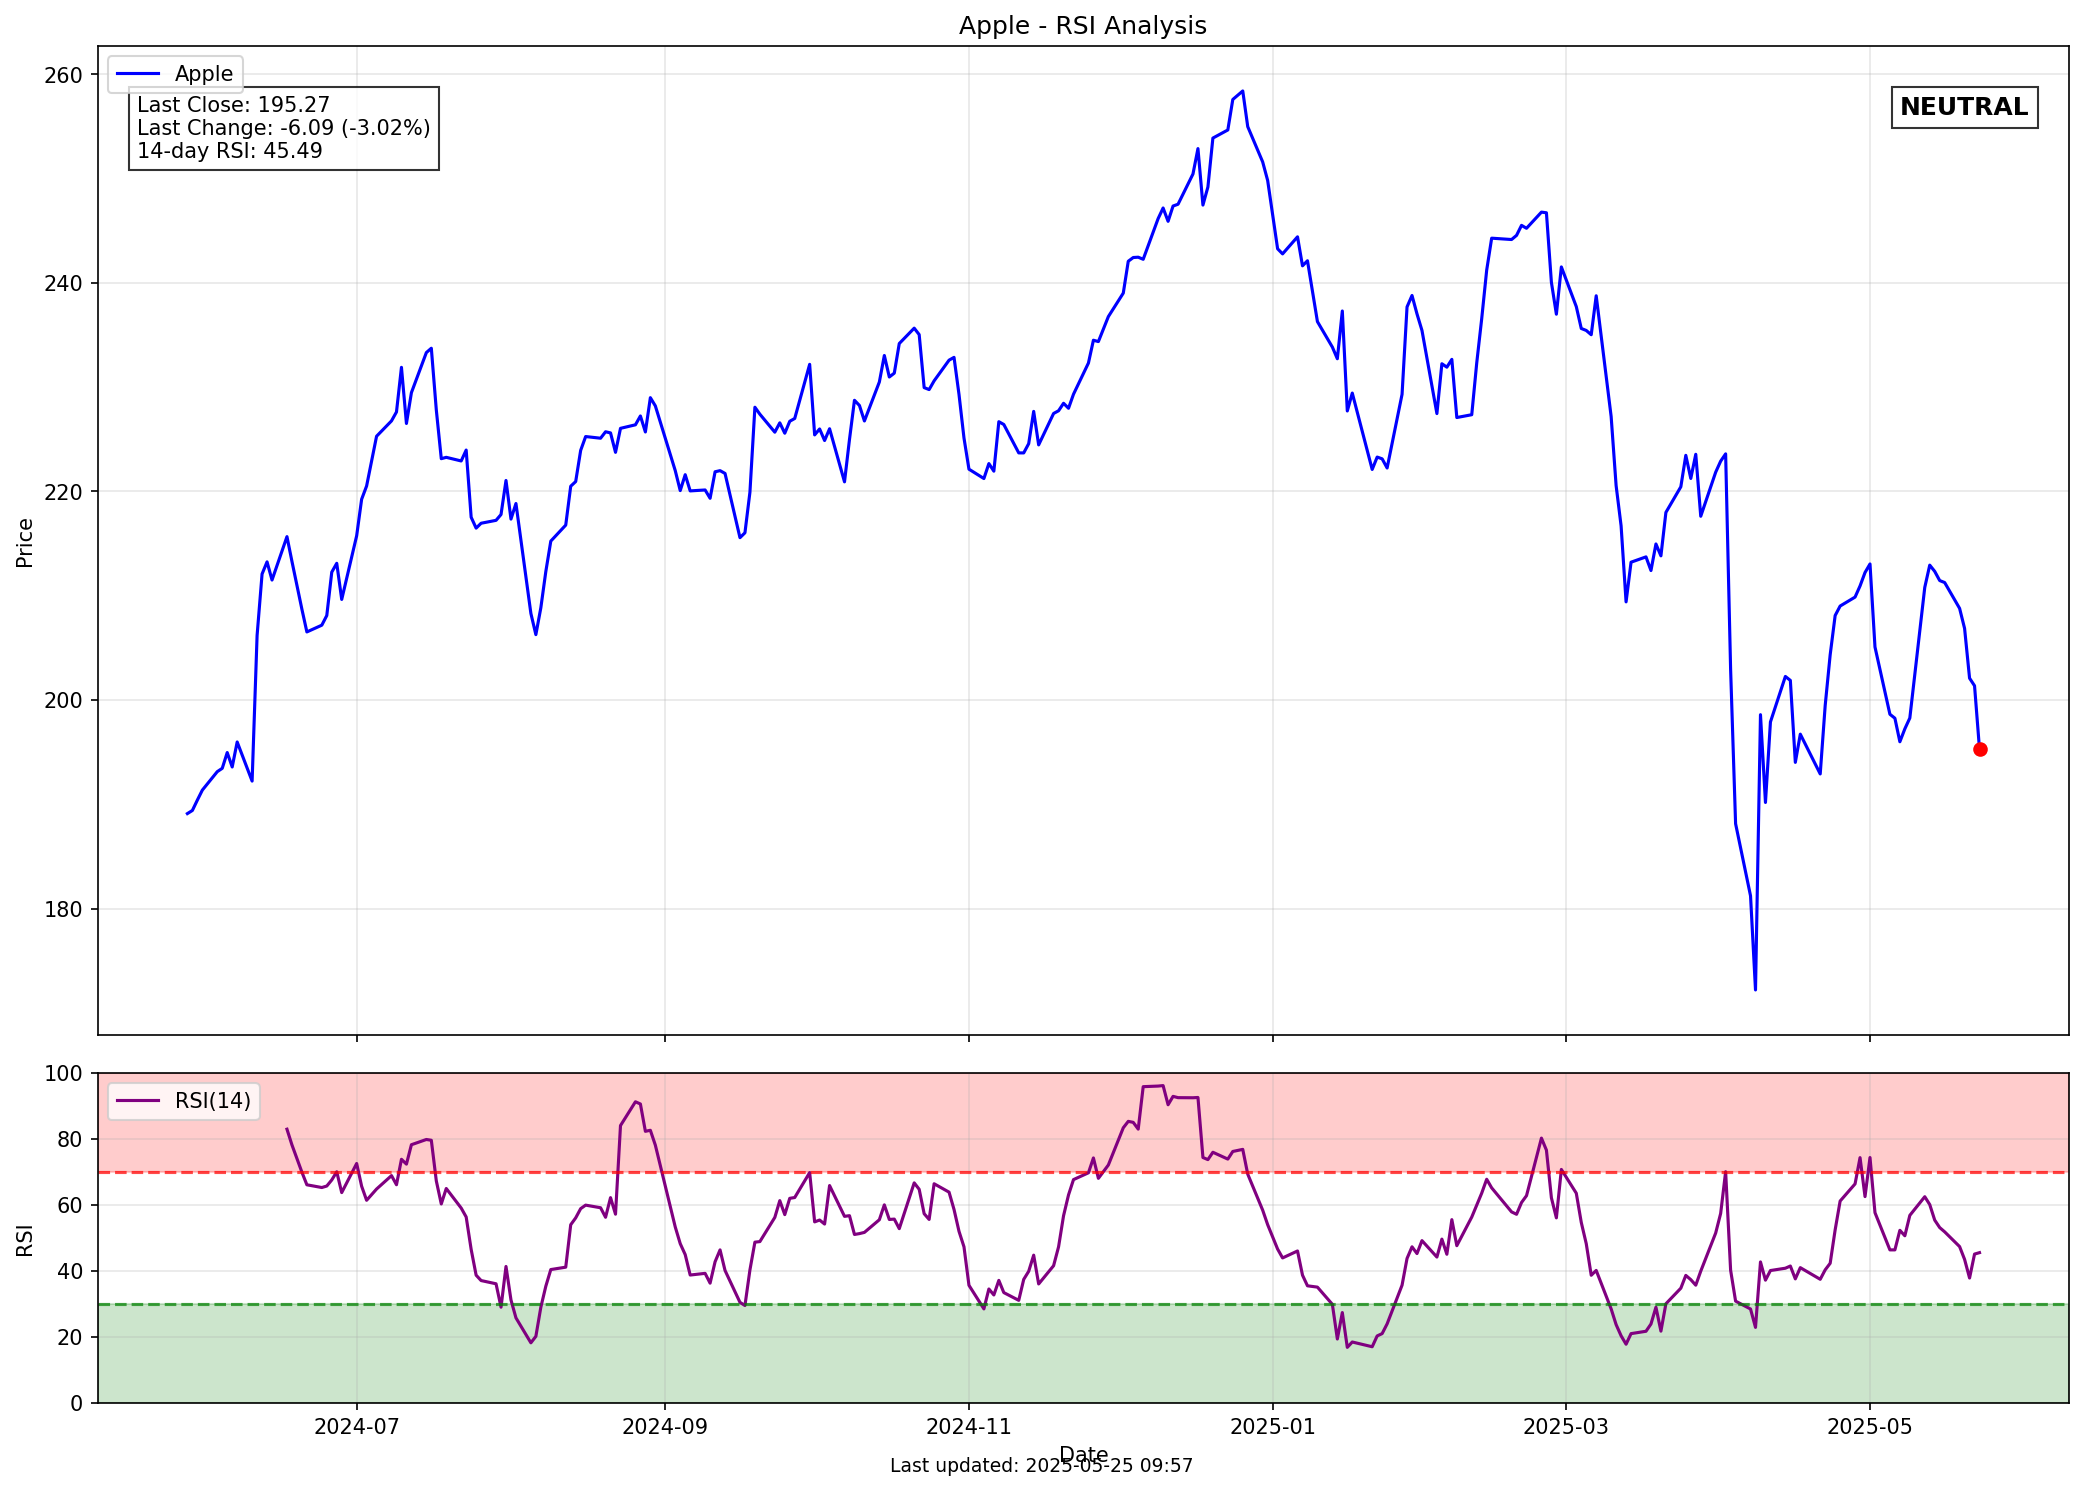 Apple - RSI Analysis
Apple
Last Close: 195.27
Last Change: -6.09 (-3.02%)
14-day RSI: 45.49
NEUTRAL
260
240
220
200
180
Price
RSI(14)
100
80
60
40
20
0
RSI
2024-07
2024-09
2024-11
2025-01
2025-03
2025-05
Date
Last updated: 2025-05-25 09:57